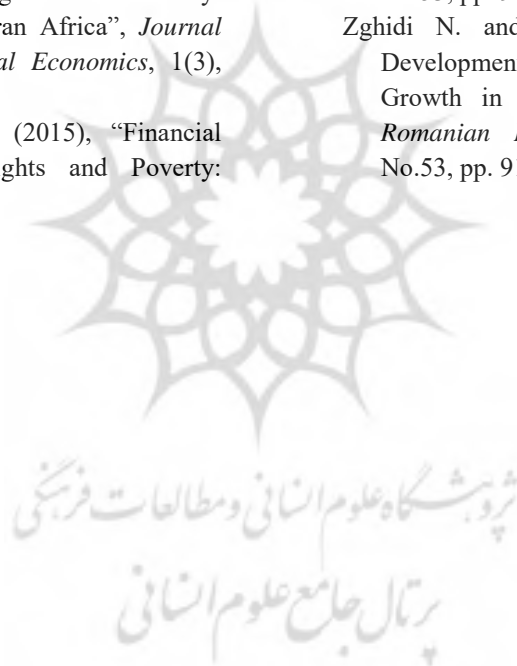 ran Africa”, Journal
al Economics, 1(3),
(2015), “Financial
ghts and Poverty:
Zghidi N. and
Development
Growth in
Romanian
No.53, pp. 9
پژوهشگاه علوم انسانی و مطالعات فرهنگی
پرتال جامع علوم انسانی